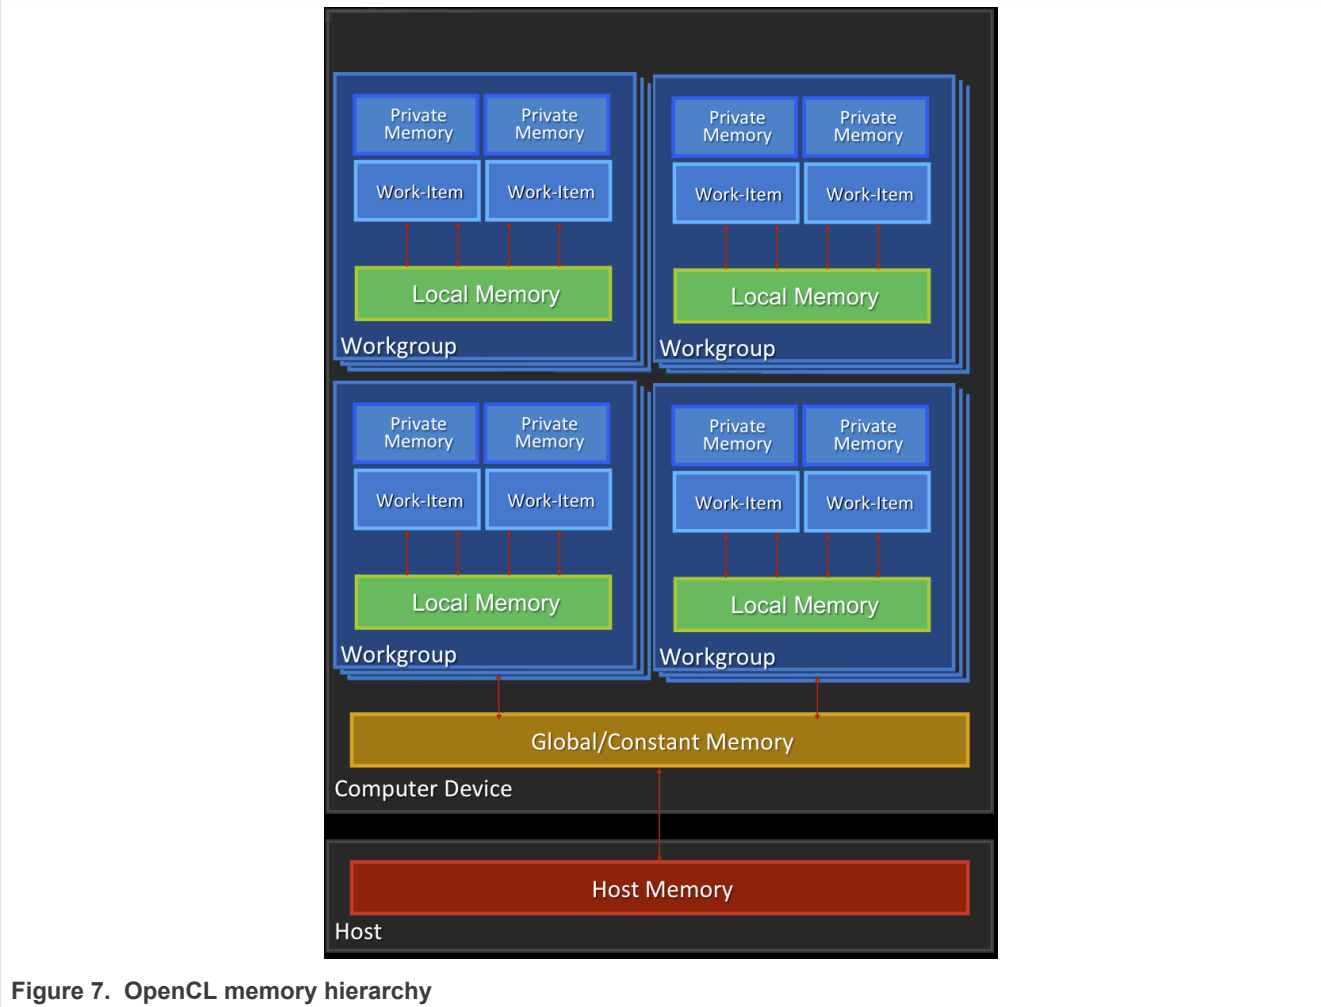 Private Private Private Private
Memory Memory Memory Memory
Work-Item Work-Item Work-Item Work-Item
Local Memory Local Memory
Workgroup Workgroup
Private Private Private Private
Memory Memory Memory Memory
Work-Item Work-Item Work-Item Work-Item
Local Memory Local Memory
Workgroup Workgroup
Global/Constant Memory
Computer Device
Host Memory
Host
Figure 7. OpenCL memory hierarchy